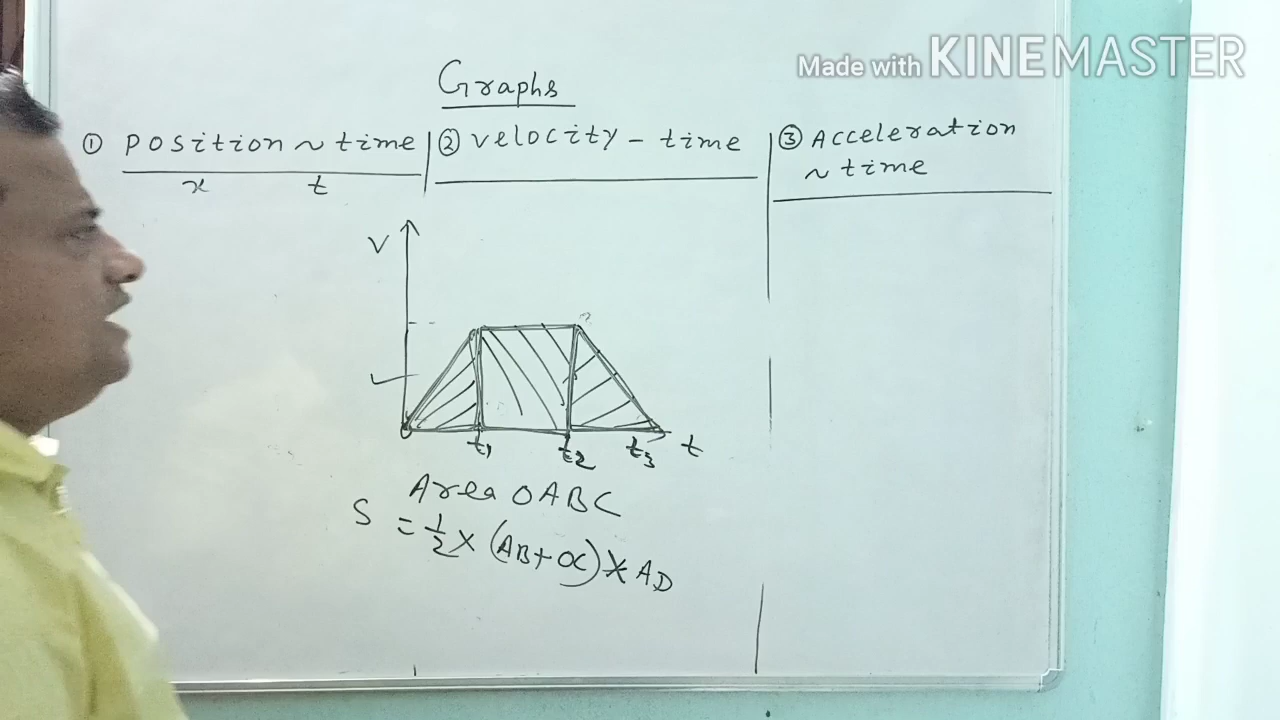 Made with KINEMASTER
Graphs
① Position ~ time
x t
② Velocity - time
③ Acceleration
~ time
V
O
t1 t2 t3 t
Area OABC
S = 1/2 × (AB + OC) × AD